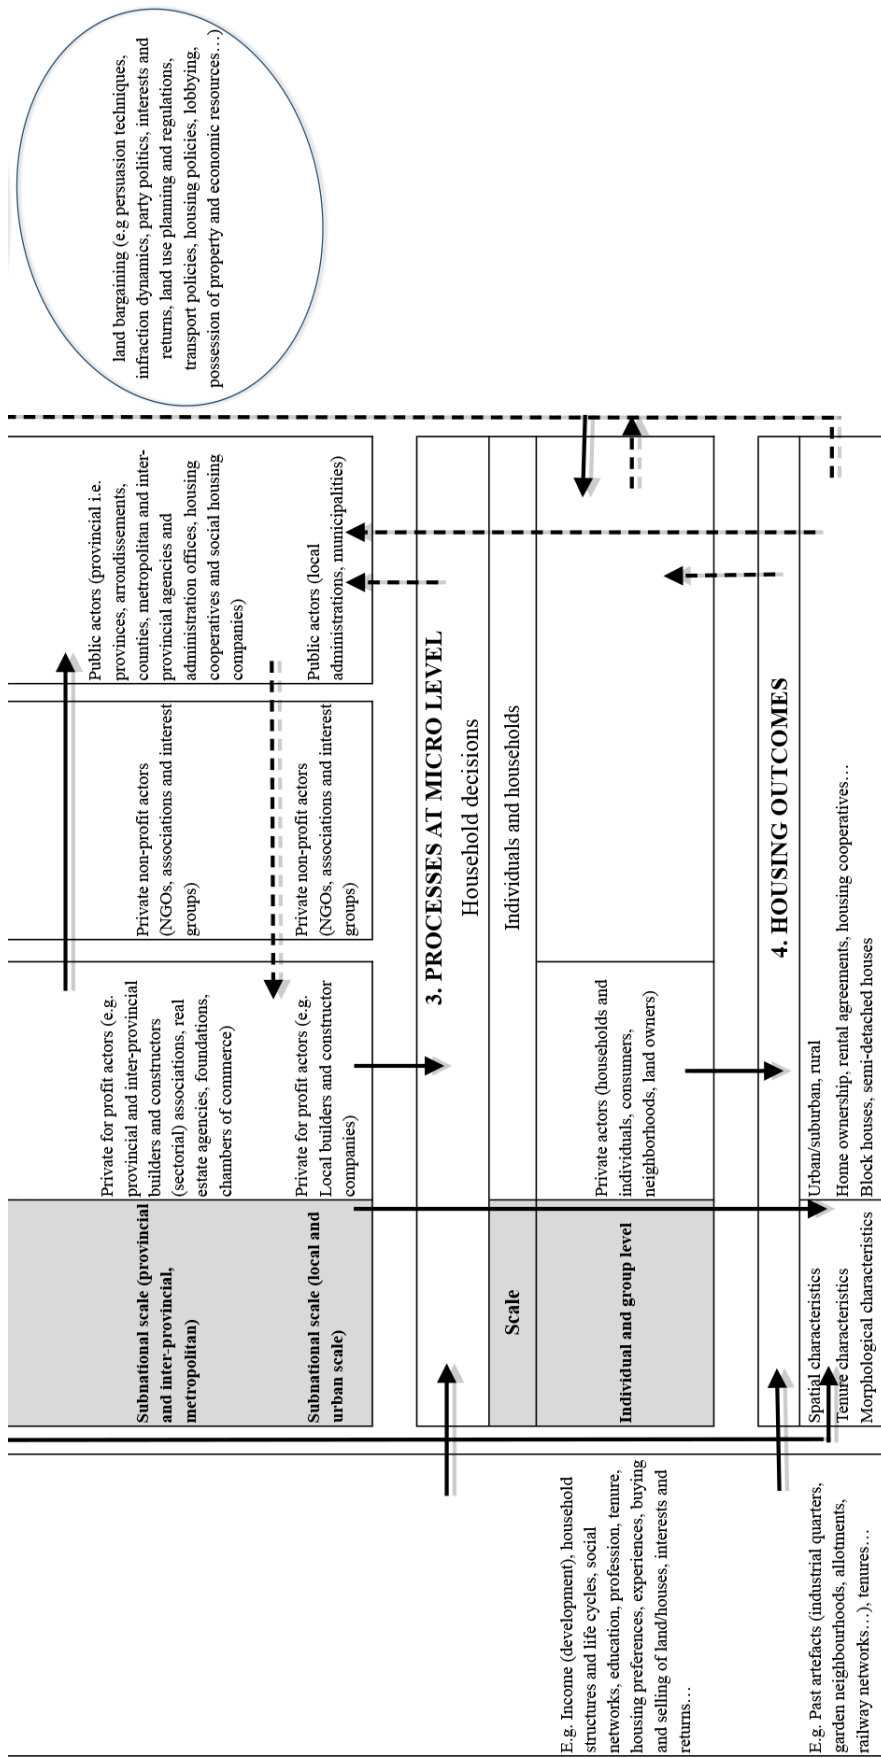 land bargaining (e.g persuasion techniques,
infraction dynamics, party politics, interests and
returns, land use planning and regulations,
transport policies, housing policies, lobbying,
possession of property and economic resources…)
Subnational scale (provincial
and inter-provincial,
metropolitan)
Private for profit actors (e.g.
provincial and inter-provincial
builders and constructors
(sectorial) associations, real
estate agencies, foundations,
chambers of commerce)
Private non-profit actors
(NGOs, associations and interest
groups)
Public actors (provincial i.e.
provinces, arrondissements,
counties, metropolitan and inter-
provincial agencies and
administration offices, housing
cooperatives and social housing
companies)
Subnational scale (local and
urban scale)
Private for profit actors (e.g.
Local builders and constructor
companies)
Private non-profit actors
(NGOs, associations and interest
groups)
Public actors (local
administrations, municipalities)
3. PROCESSES AT MICRO LEVEL
Household decisions
Scale
Individuals and households
E.g. Income (development), household
structures and life cycles, social
networks, education, profession, tenure,
housing preferences, experiences, buying
and selling of land/houses, interests and
returns…
Individual and group level
Private actors (households and
individuals, consumers,
neighborhoods, land owners)
4. HOUSING OUTCOMES
E.g. Past artefacts (industrial quarters,
garden neighbourhoods, allotments,
railway networks…), tenures…
Spatial characteristics
Urban/suburban, rural
Tenure characteristics
Home ownership, rental agreements, housing cooperatives…
Morphological characteristics
Block houses, semi-detached houses